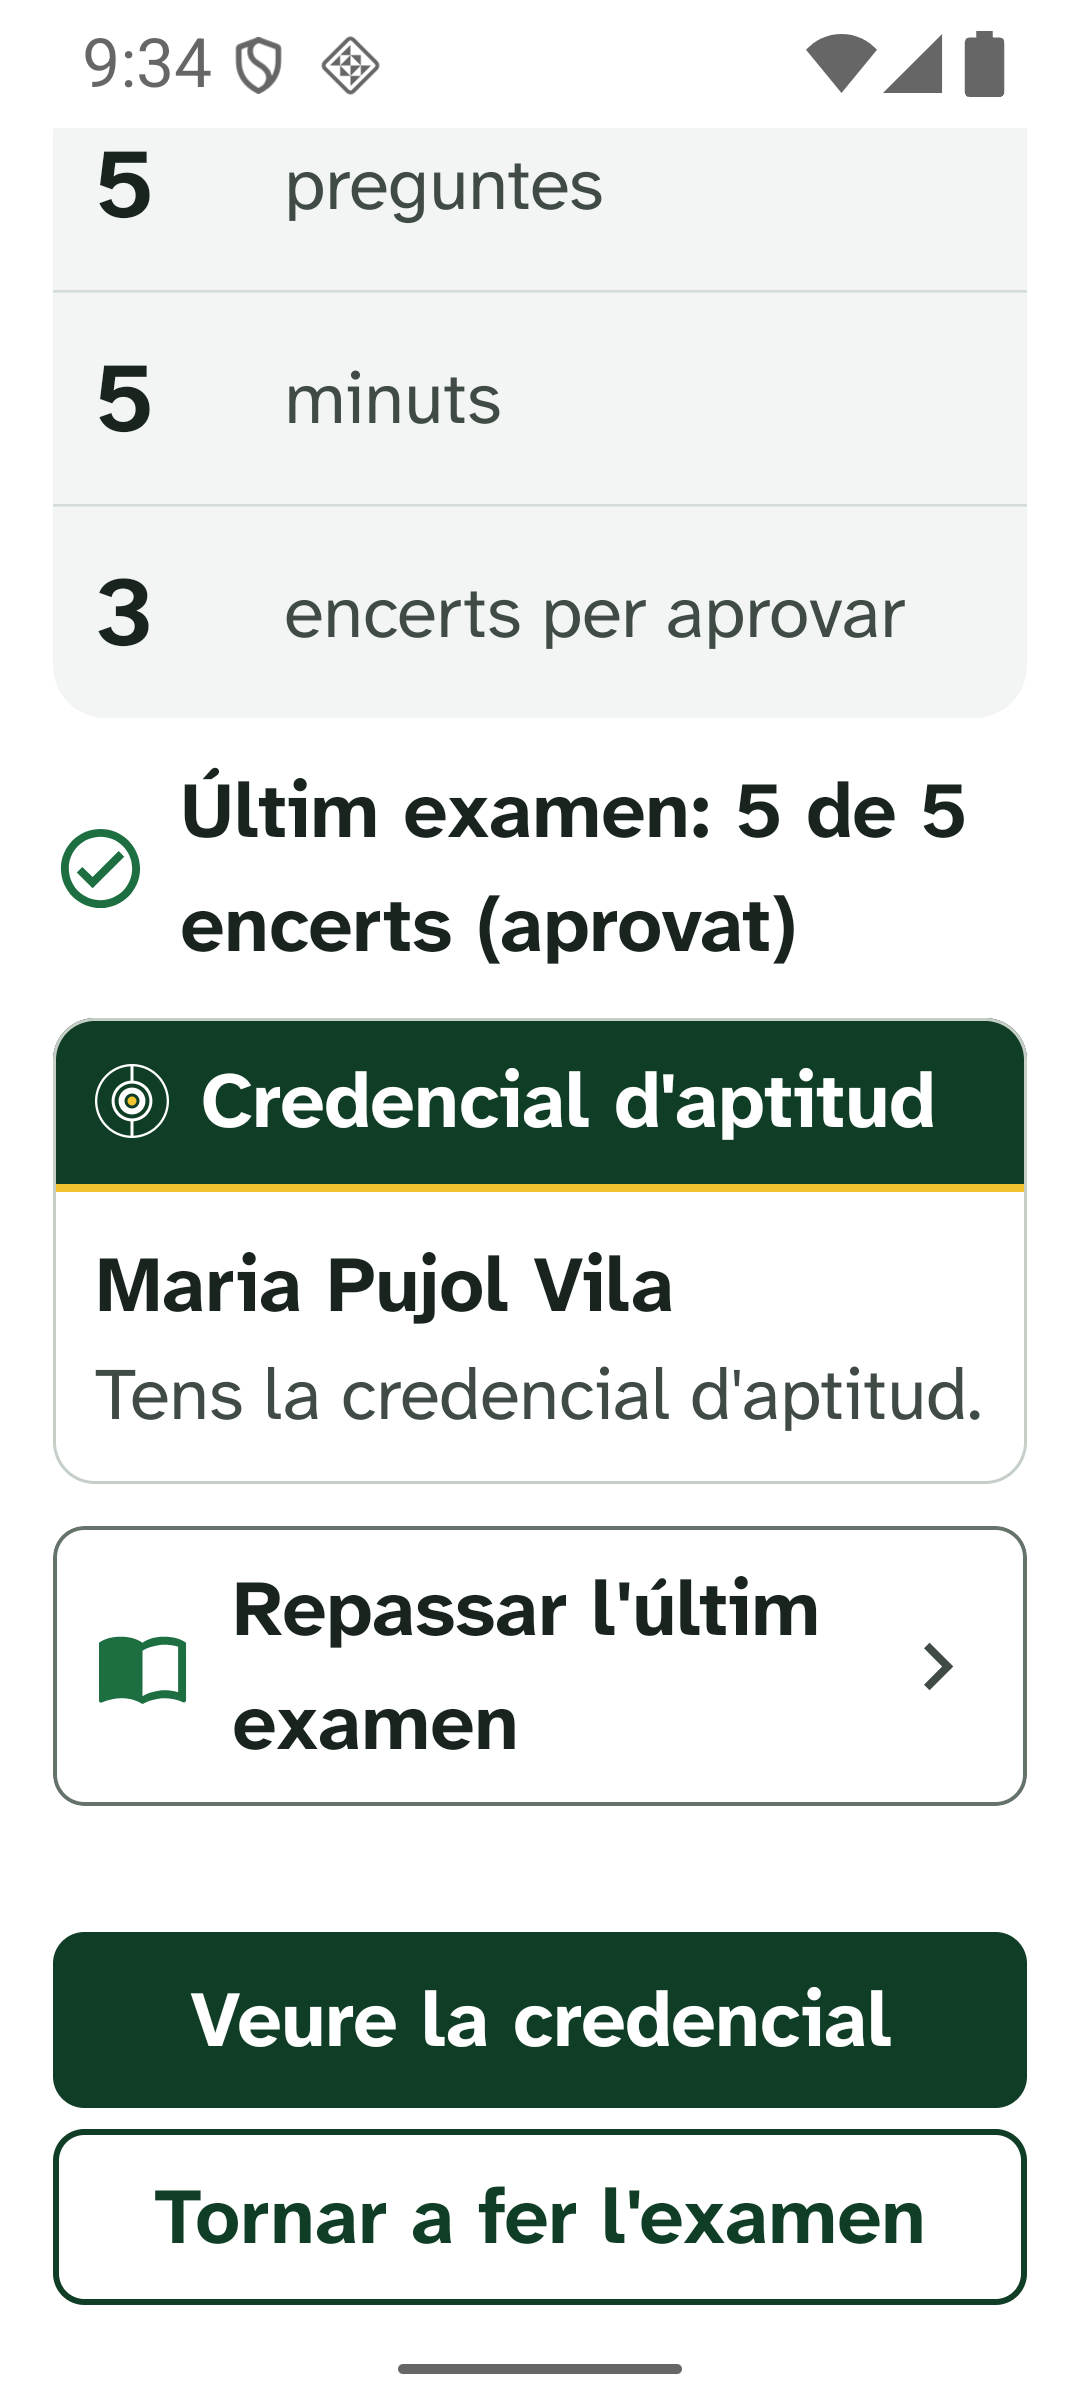 9:34
5 preguntes
5 minuts
3 encerts per aprovar
Últim examen: 5 de 5
encerts (aprovat)
Credencial d'aptitud
Maria Pujol Vila
Tens la credencial d'aptitud.
Repassar l'últim
examen
Veure la credencial
Tornar a fer l'examen